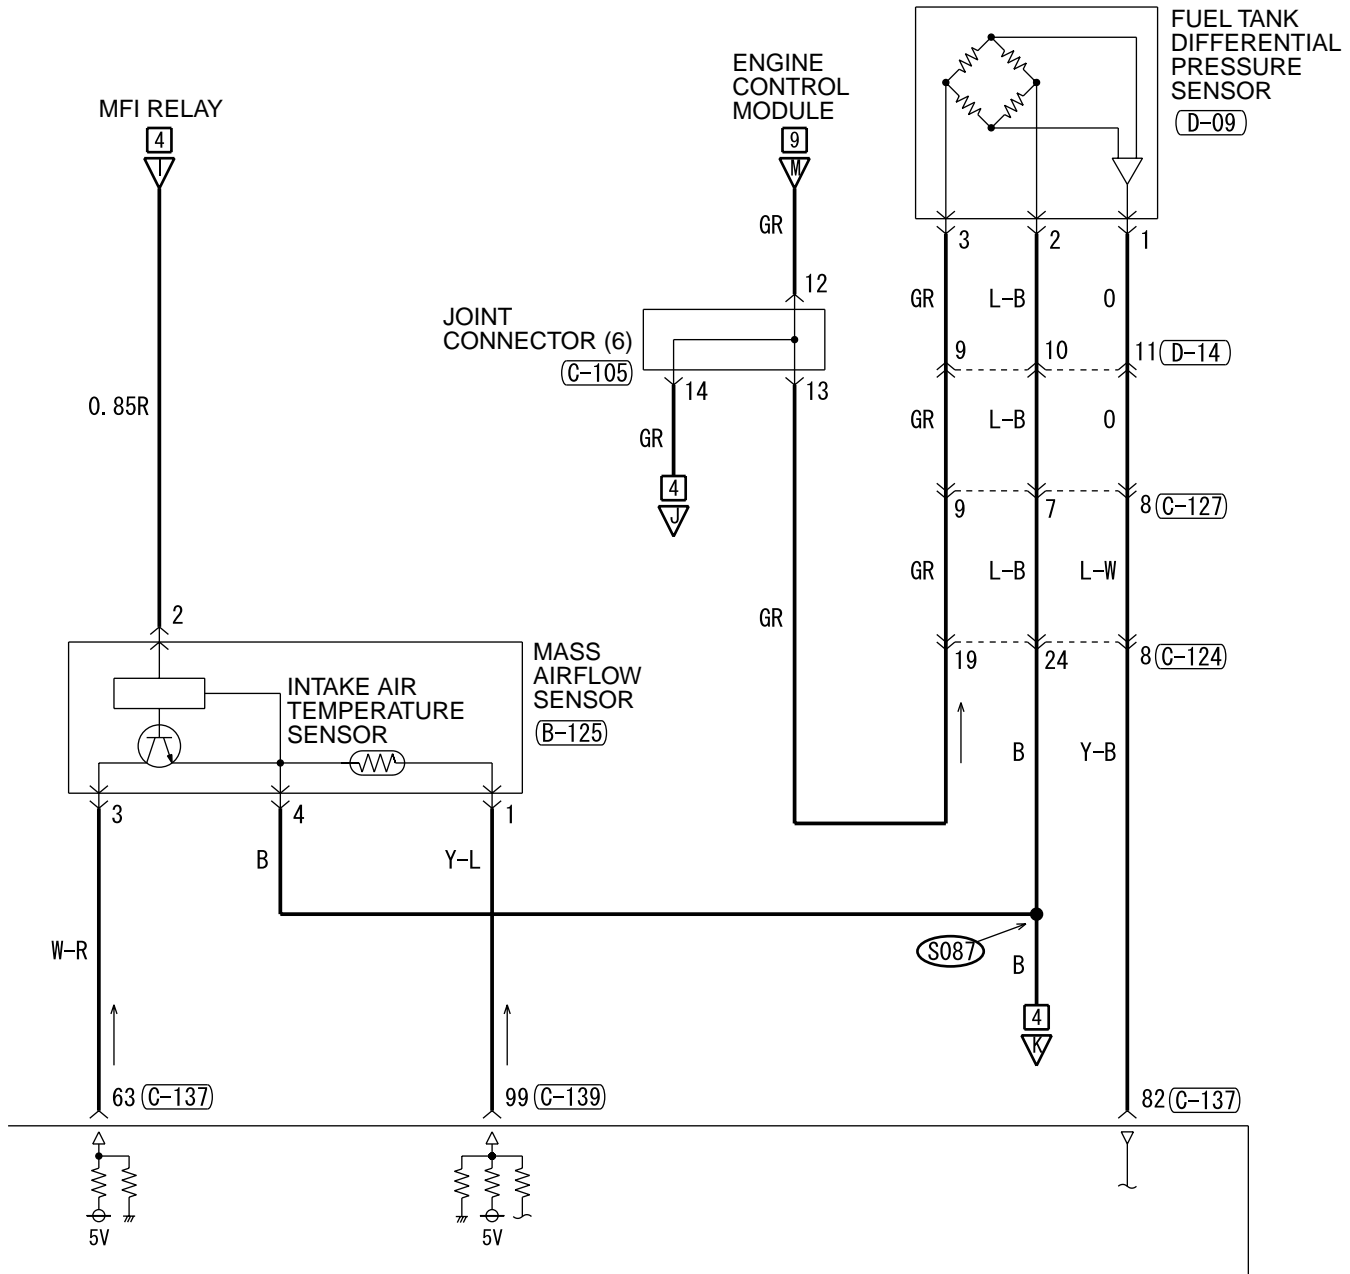 FUEL TANK
DIFFERENTIAL
PRESSURE
SENSOR
D-09
ENGINE
CONTROL
MODULE
9
M
MFI RELAY
4
I
GR
3
2
1
12
GR
L-B
O
JOINT
CONNECTOR (6)
C-105
9
10
11
D-14
14
13
0.85R
GR
GR
L-B
O
4
J
9
7
8
C-127
GR
L-B
L-W
GR
2
19
24
8
C-124
MASS
AIRFLOW
SENSOR
B-125
INTAKE AIR
TEMPERATURE
SENSOR
B
Y-B
3
4
1
B
Y-L
W-R
S087
B
4
K
63
C-137
99
C-139
82
C-137
5V
5V